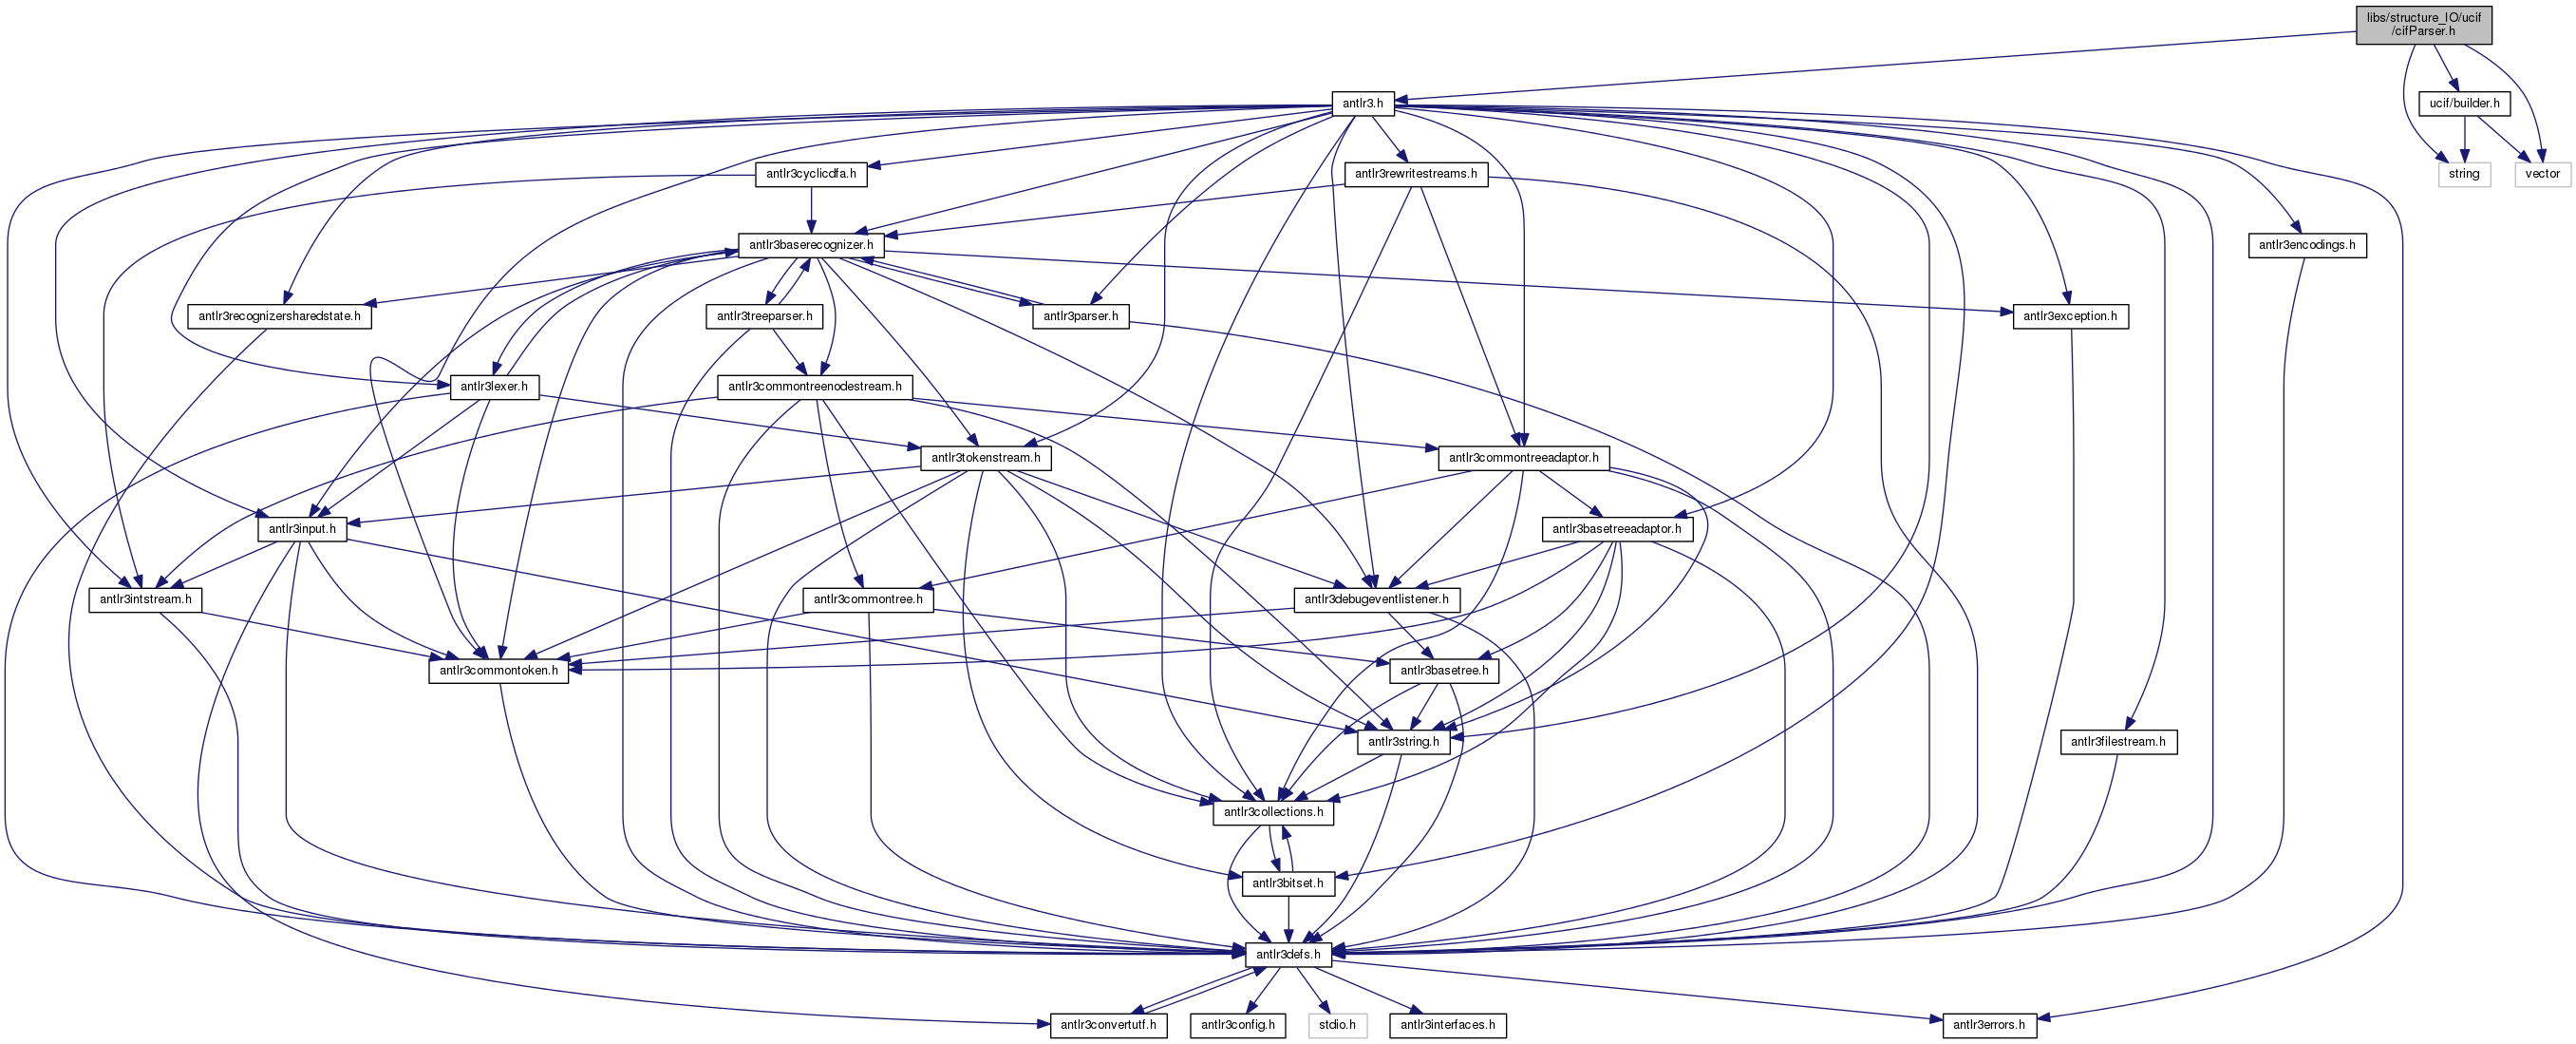 libs/structure_IO/ucif
/cifParser.h
antlr3.h
ucif/builder.h
antlr3cyclicdfa.h
antlr3rewritestreams.h
string
vector
antlr3baserecognizer.h
antlr3encodings.h
antlr3recognizersharedstate.h
antlr3treeparser.h
antlr3parser.h
antlr3exception.h
antlr3lexer.h
antlr3commontreenodestream.h
antlr3tokenstream.h
antlr3commontreeadaptor.h
antlr3input.h
antlr3basetreeadaptor.h
antlr3intstream.h
antlr3commontree.h
antlr3debugeventlistener.h
antlr3commontoken.h
antlr3basetree.h
antlr3string.h
antlr3filestream.h
antlr3collections.h
antlr3bitset.h
antlr3defs.h
antlr3convertutf.h
antlr3config.h
stdio.h
antlr3interfaces.h
antlr3errors.h